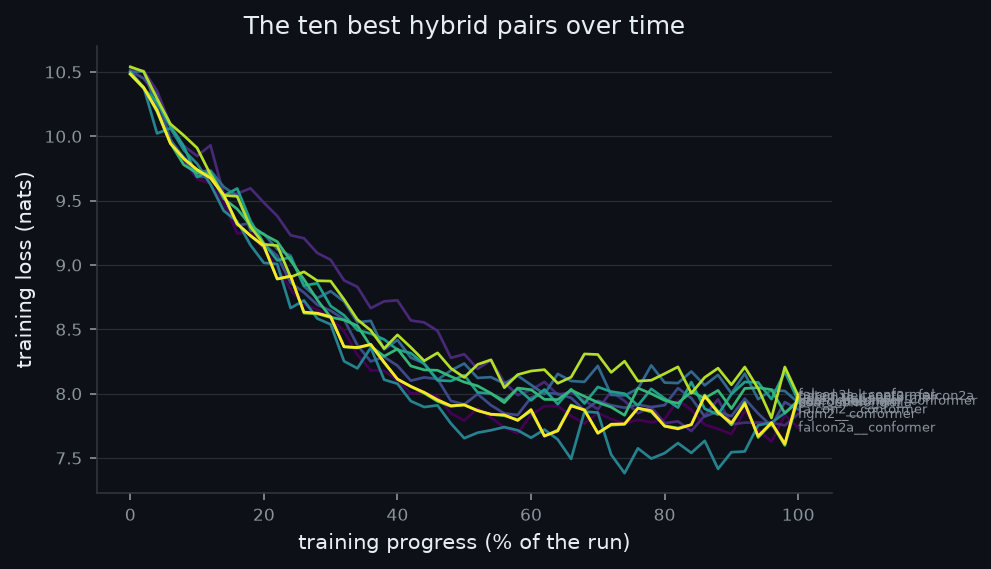 The ten best hybrid pairs over time
training loss (nats)
10.5
10.0
9.5
9.0
8.5
8.0
7.5
0
20
40
60
80
100
training progress (% of the run)
hgm2__conformer
falcon2a__conformer